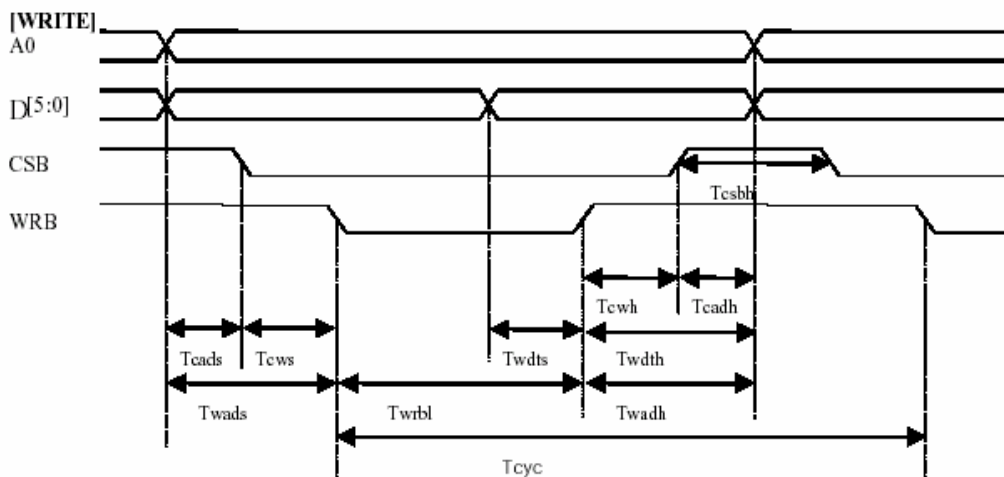 [WRITE]
A0
D[5:0]
CSB
Tcsbh
WRB
Tcwh Tcadh
Tcads Tcws Twdts Twdth
Twads Twrbl Twadh
Tcyc